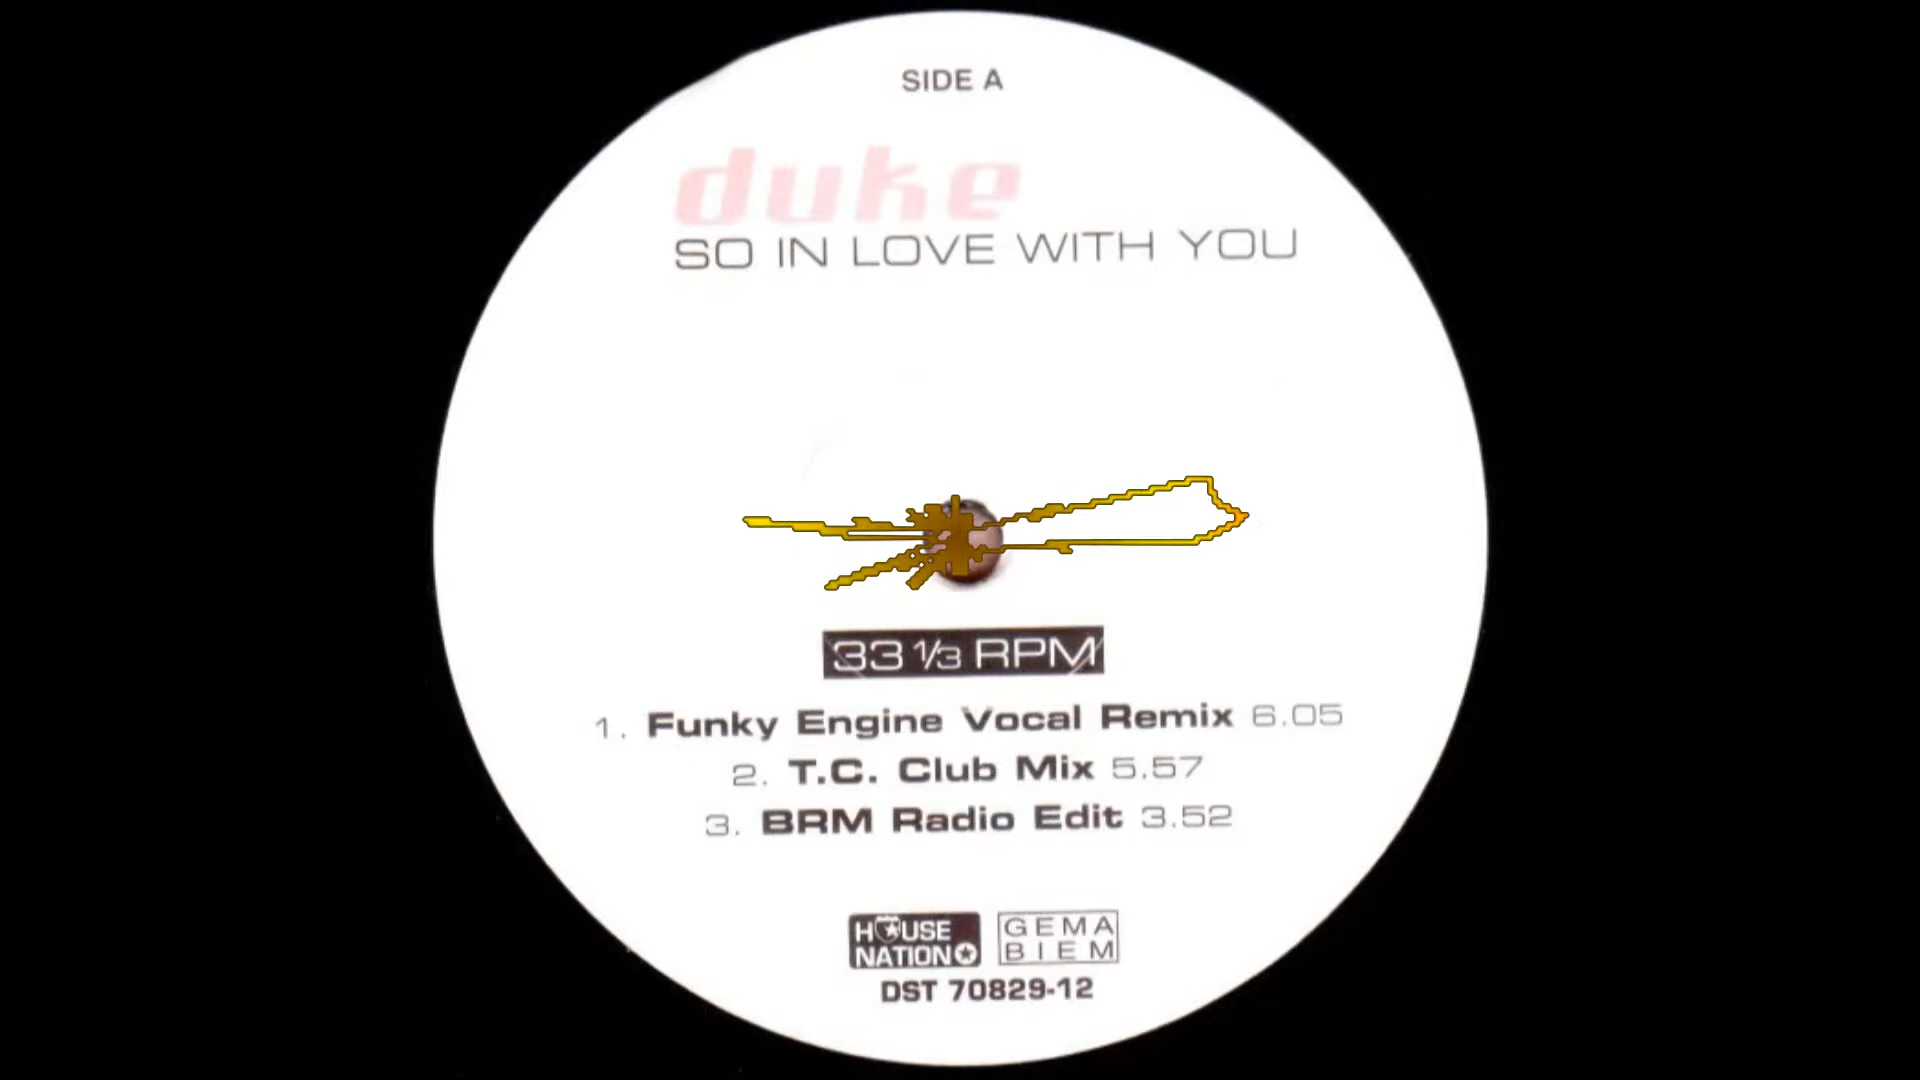 SIDE A
duke
SO IN LOVE WITH YOU
33 1/3 RPM
1. Funky Engine Vocal Remix 6.05
2. T.C. Club Mix 5.57
3. BRM Radio Edit 3.52
HOUSE
NATION
GEMA
BIEM
DST 70829-12